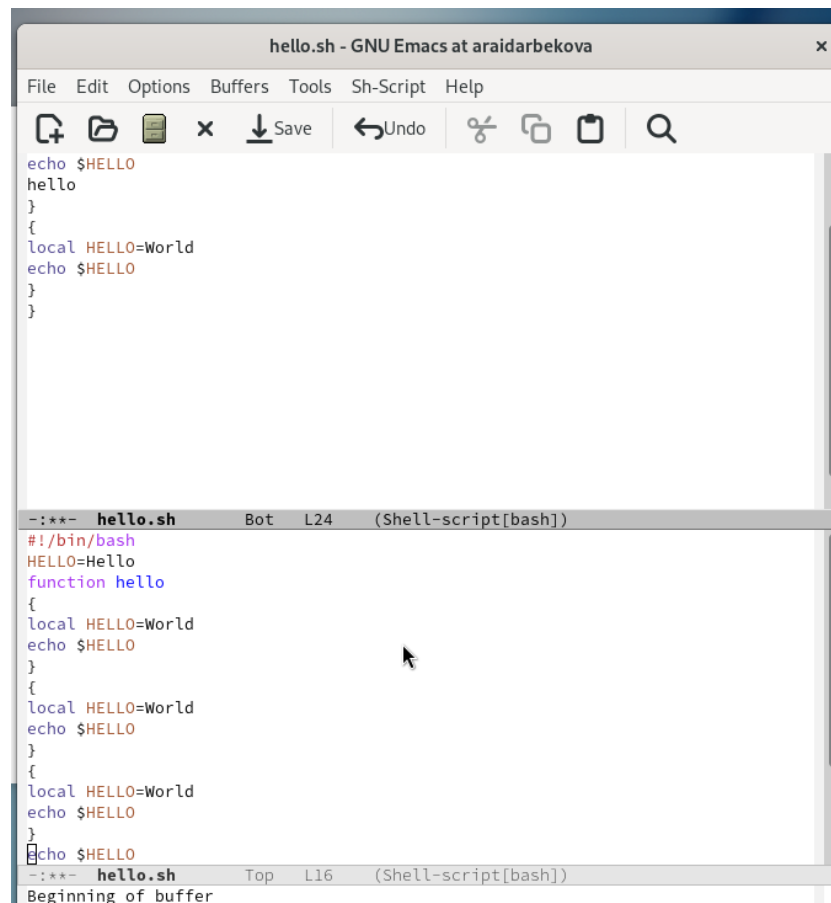 hello.sh - GNU Emacs at araidarbekova ×
File Edit Options Buffers Tools Sh-Script Help
Save Undo
echo $HELLO
hello
}
{
local HELLO=World
echo $HELLO
}
}
-:**- hello.sh Bot L24 (Shell-script[bash])
#!/bin/bash
HELLO=Hello
function hello
{
local HELLO=World
echo $HELLO
}
{
local HELLO=World
echo $HELLO
}
{
local HELLO=World
echo $HELLO
}
echo $HELLO
-:**- hello.sh Top L16 (Shell-script[bash])
Beginning of buffer